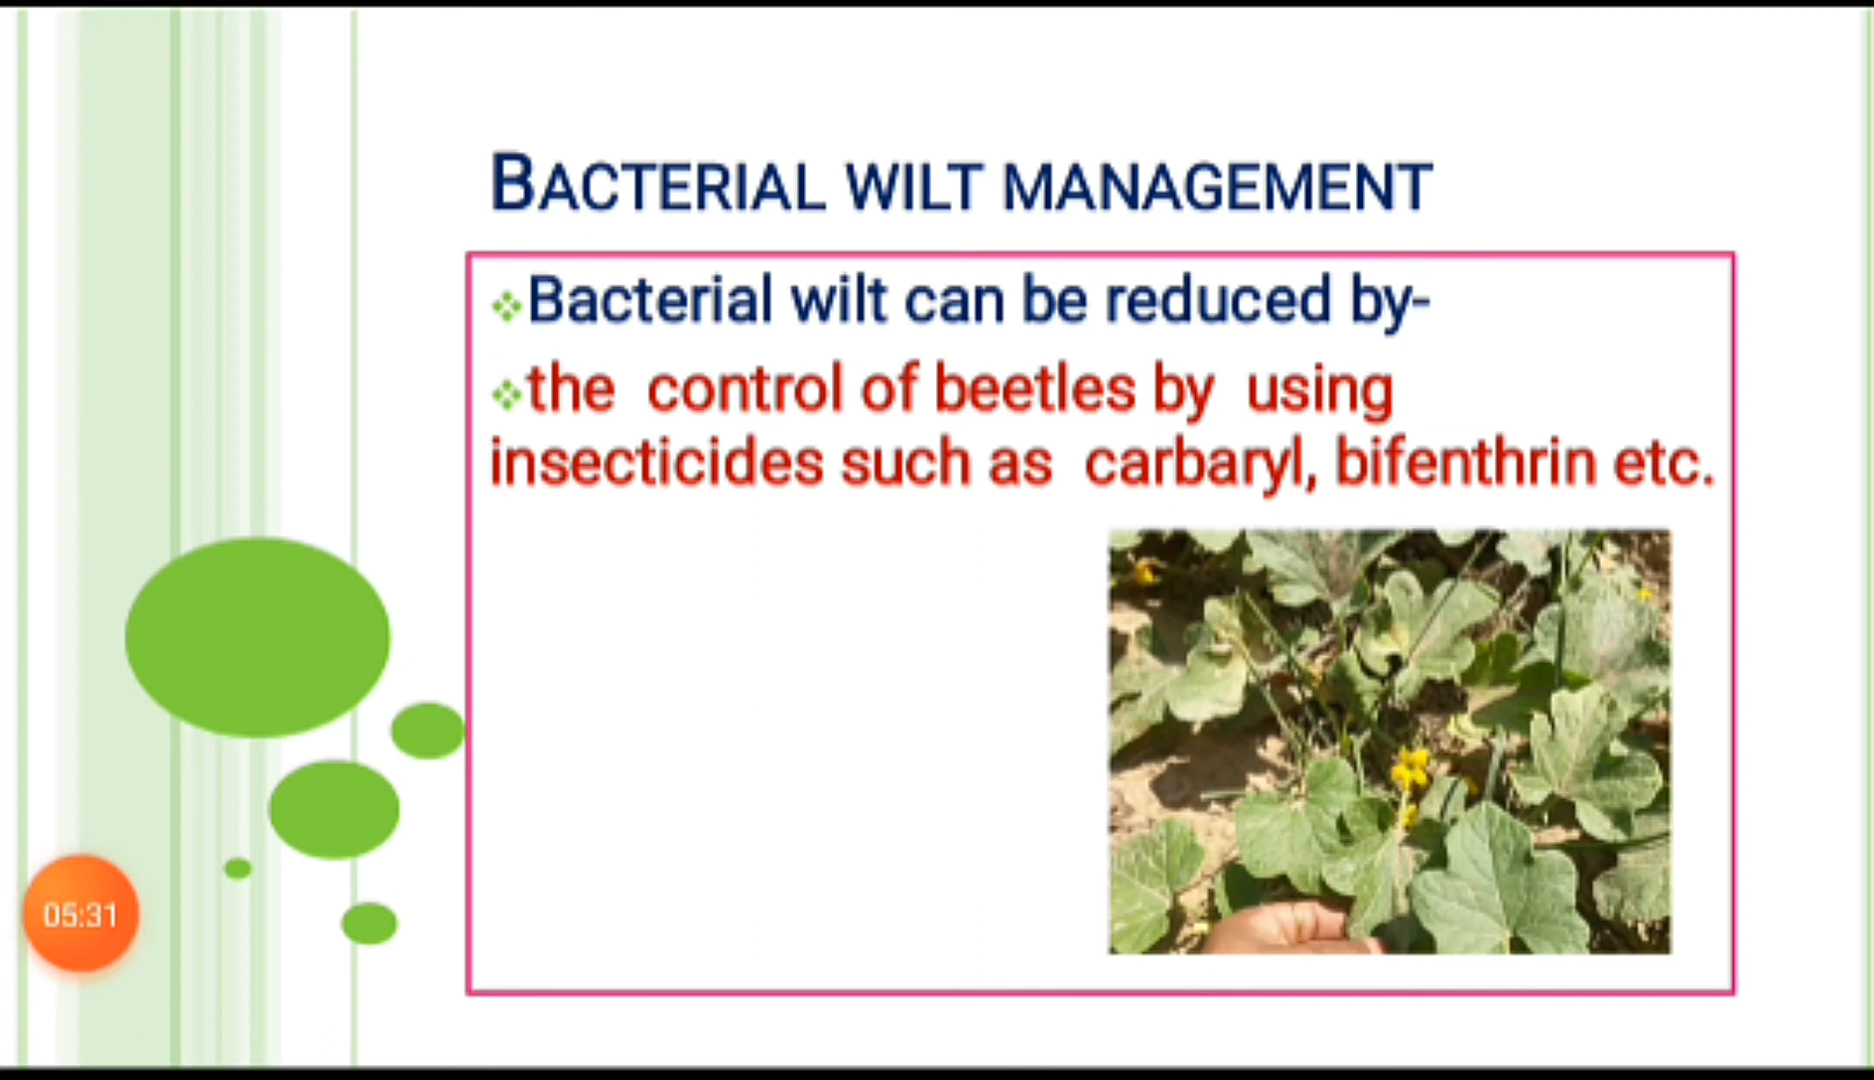 BACTERIAL WILT MANAGEMENT
Bacterial wilt can be reduced by-
the control of beetles by using
insecticides such as carbaryl, bifenthrin etc.
05:31